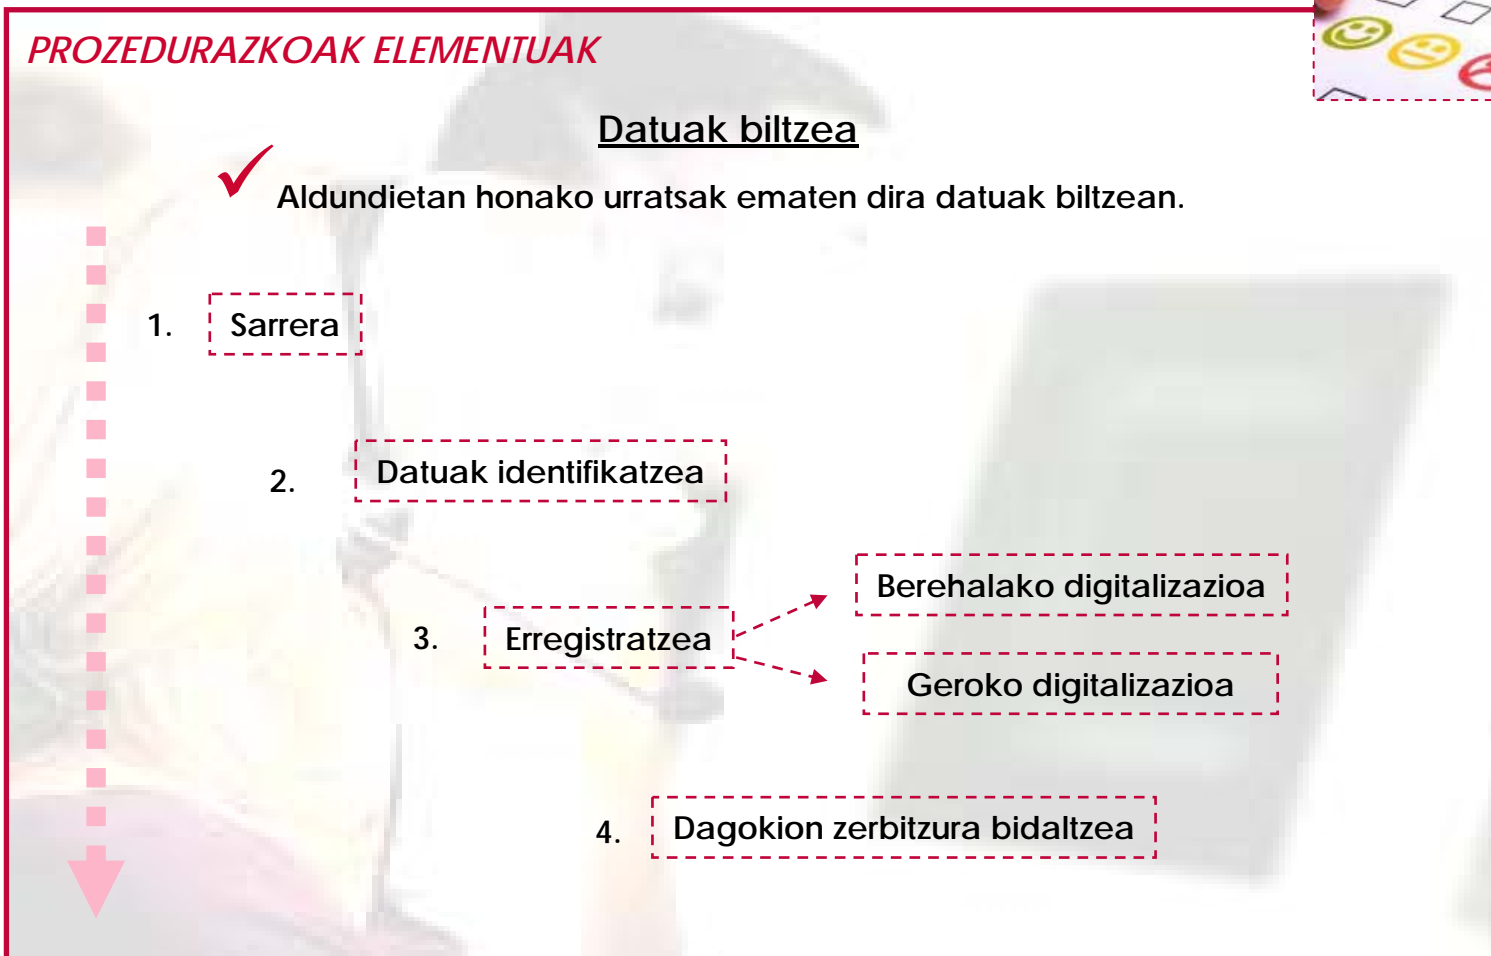 PROZEDURAZKOAK ELEMENTUAK
Datuak biltzea
Aldundietan honako urratsak ematen dira datuak biltzean.
1. Sarrera
2. Datuak identifikatzea
3. Erregistratzea
Berehalako digitalizazioa
Geroko digitalizazioa
4. Dagokion zerbitzura bidaltzea